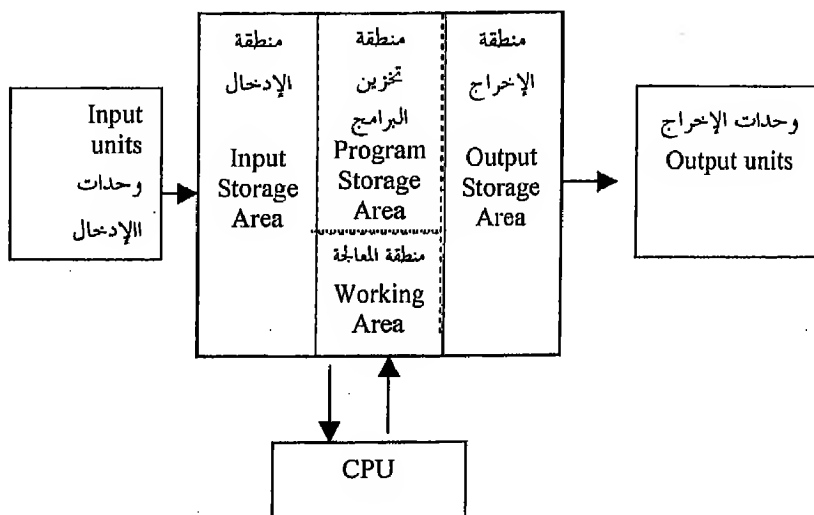 Input
units
وحدات
االإدخال
منطقة
الإدخال
Input
Storage
Area
منطقة
تخزين
البرامج
Program
Storage
Area
منطقة المعالجة
Working
Area
منطقة
الإخراج
Output
Storage
Area
وحدات الإخراج
Output units
CPU